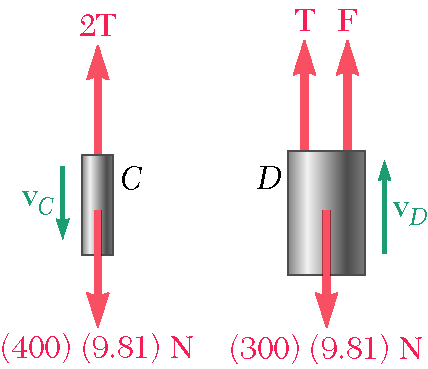 2T
T F
C
D
v_C
v_D
(400) (9.81) N
(300) (9.81) N